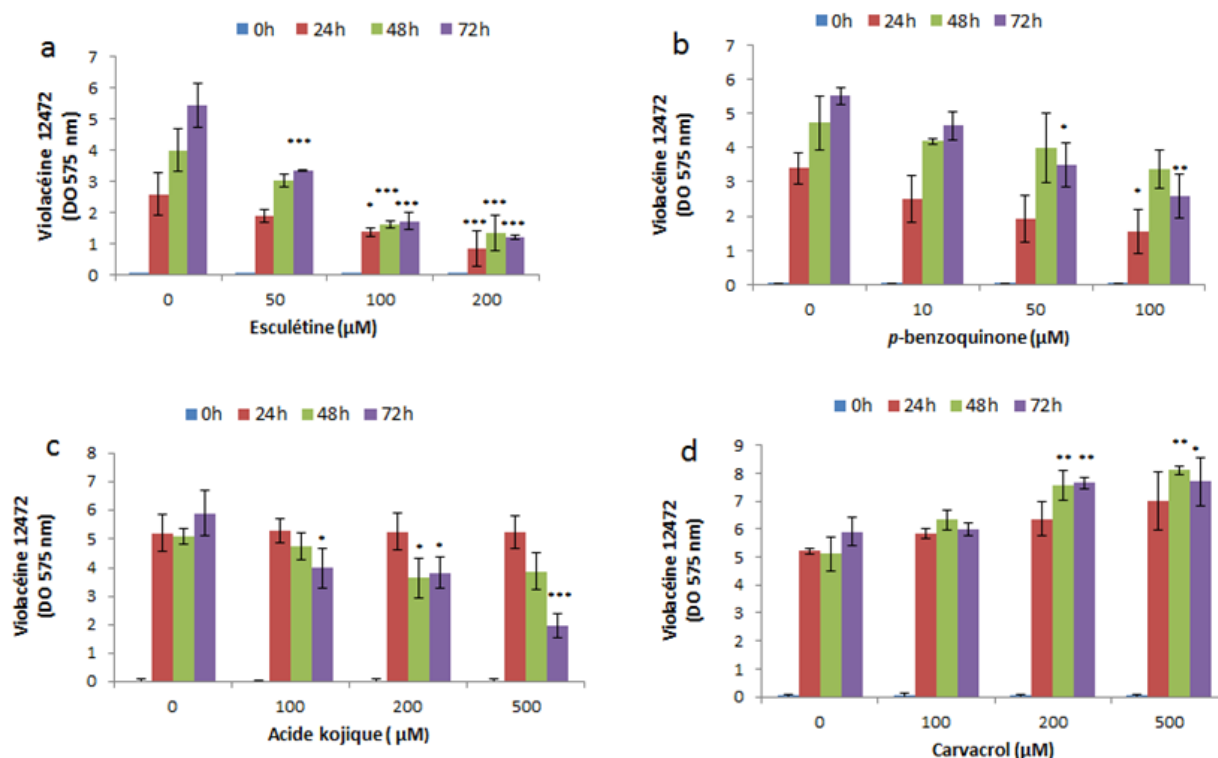 a
0h 24h 48h 72h
Violacéine 12472
(DO 575 nm)
7
6
5
4
3
2
1
0
***
* *** ***
*** *** ***
0 50 100 200
Esculétine (µM)
b
0h 24h 48h 72h
Violacéine 12472
(DO 575 nm)
7
6
5
4
3
2
1
0
*
* **
0 10 50 100
p-benzoquinone (µM)
c
0h 24h 48h 72h
Violacéine 12472
(DO 575 nm)
8
7
6
5
4
3
2
1
0
*
* *
***
0 100 200 500
Acide kojique ( µM)
d
0h 24h 48h 72h
Violacéine 12472
(DO 575 nm)
9
8
7
6
5
4
3
2
1
0
** **
** *
0 100 200 500
Carvacrol (µM)